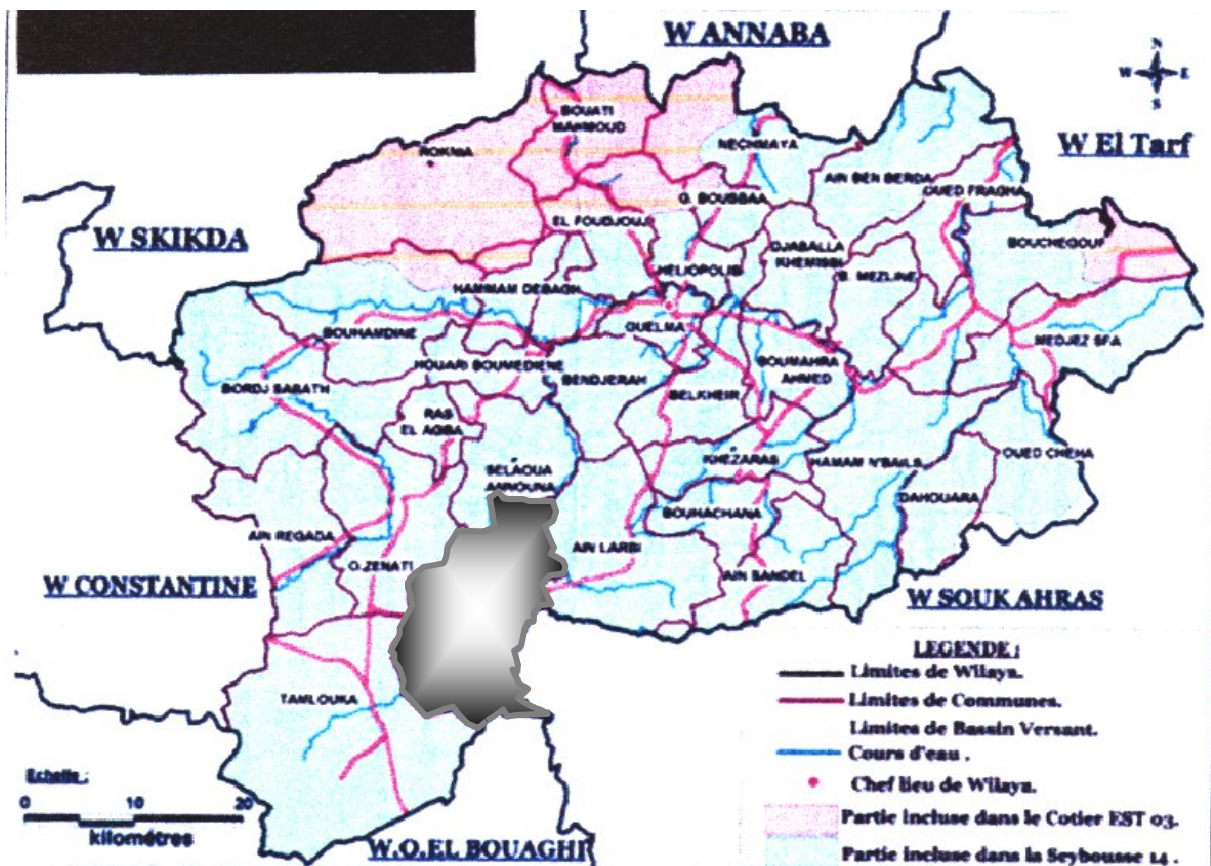 W ANNABA
N
W E
S
W El Tarf
BOUATI
MAHMOUD
ROKNIA
NECHMAYA
AIN BEN BERDA
OUED FRAGHA
G. BOUSBAA
W SKIKDA
EL FOUDJOUJ
BOUCHEGOUF
DJABALLA
KHEMISSI
HELIOPOLIS
B. MEZLINE
HAMMAM DEBAGH
GUELMA
BOUHAMDINE
MEDJEZ SFA
HOUARI BOUMEDIENE
BENDJERAH
BOUMAHRA
AHMED
BORDJ SABATH
BELKHEIR
RAS
EL AGBA
KHEZARAS
HAMAM N'BAILS
OUED CHEHA
SELAOUA
ANNOUNA
DAHOUARA
BOUHACHANA
AIN REGADA
AIN LARBI
O.ZENATI
AIN SANDEL
W CONSTANTINE
W SOUK AHRAS
TAMLOUKA
LEGENDE :
Limites de Wilaya.
Limites de Communes.
Limites de Bassin Versant.
Cours d'eau .
Chef lieu de Wilaya.
Partie incluse dans le Cotier EST 03.
Partie incluse dans la Seybousse 14 .
Echelle :
0 10 20
kilométres
W.O.EL BOUAGHI